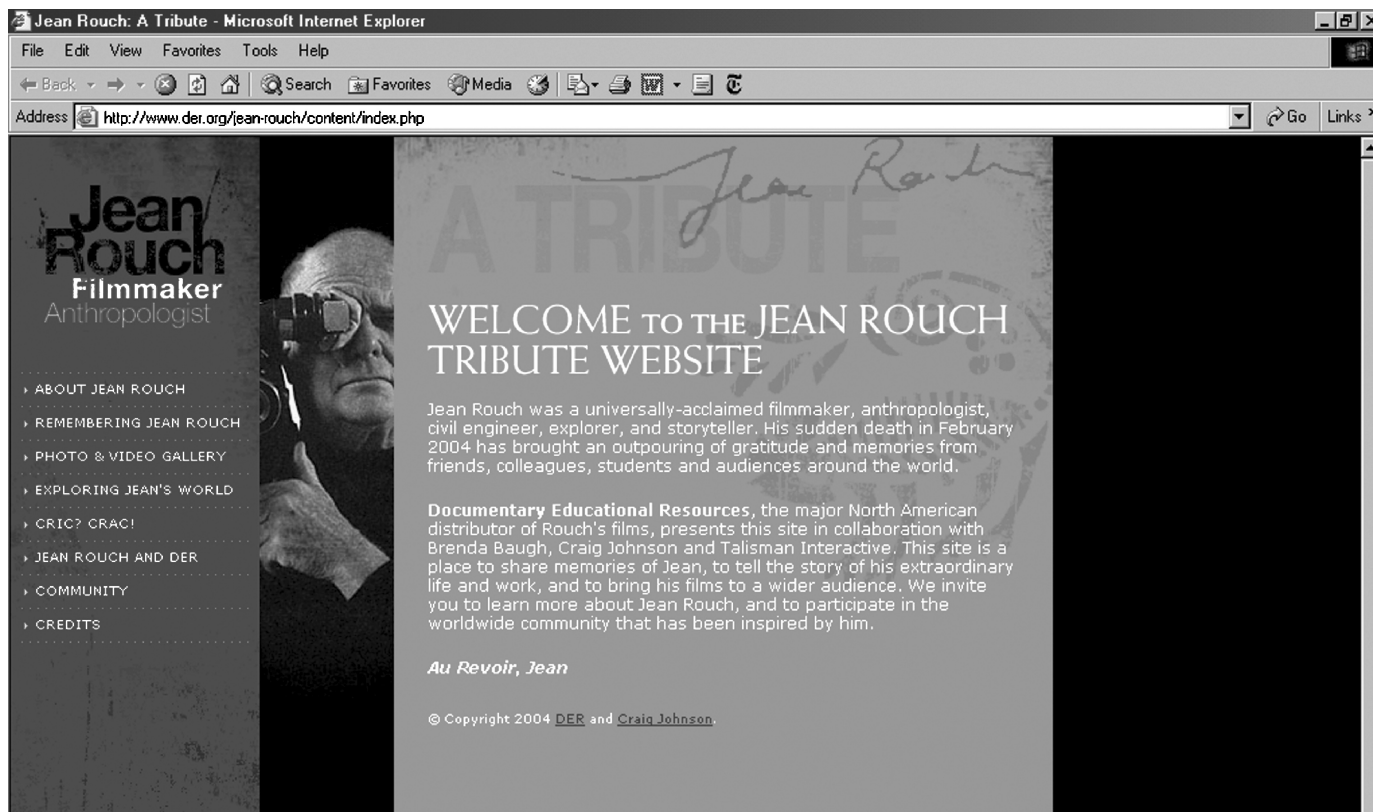 Jean Rouch: A Tribute - Microsoft Internet Explorer
File Edit View Favorites Tools Help
Back Search Favorites Media
Address http://www.der.org/jean-rouch/content/index.php Go Links
Jean Rouch
A TRIBUTE
Jean
Rouch
Filmmaker
Anthropologist
ABOUT JEAN ROUCH
REMEMBERING JEAN ROUCH
PHOTO & VIDEO GALLERY
EXPLORING JEAN'S WORLD
CRIC? CRAC!
JEAN ROUCH AND DER
COMMUNITY
CREDITS
WELCOME TO THE JEAN ROUCH
TRIBUTE WEBSITE
Jean Rouch was a universally-acclaimed filmmaker, anthropologist,
civil engineer, explorer, and storyteller. His sudden death in February
2004 has brought an outpouring of gratitude and memories from
friends, colleagues, students and audiences around the world.
Documentary Educational Resources, the major North American
distributor of Rouch's films, presents this site in collaboration with
Brenda Baugh, Craig Johnson and Talisman Interactive. This site is a
place to share memories of Jean, to tell the story of his extraordinary
life and work, and to bring his films to a wider audience. We invite
you to learn more about Jean Rouch, and to participate in the
worldwide community that has been inspired by him.
Au Revoir, Jean
© Copyright 2004 DER and Craig Johnson.